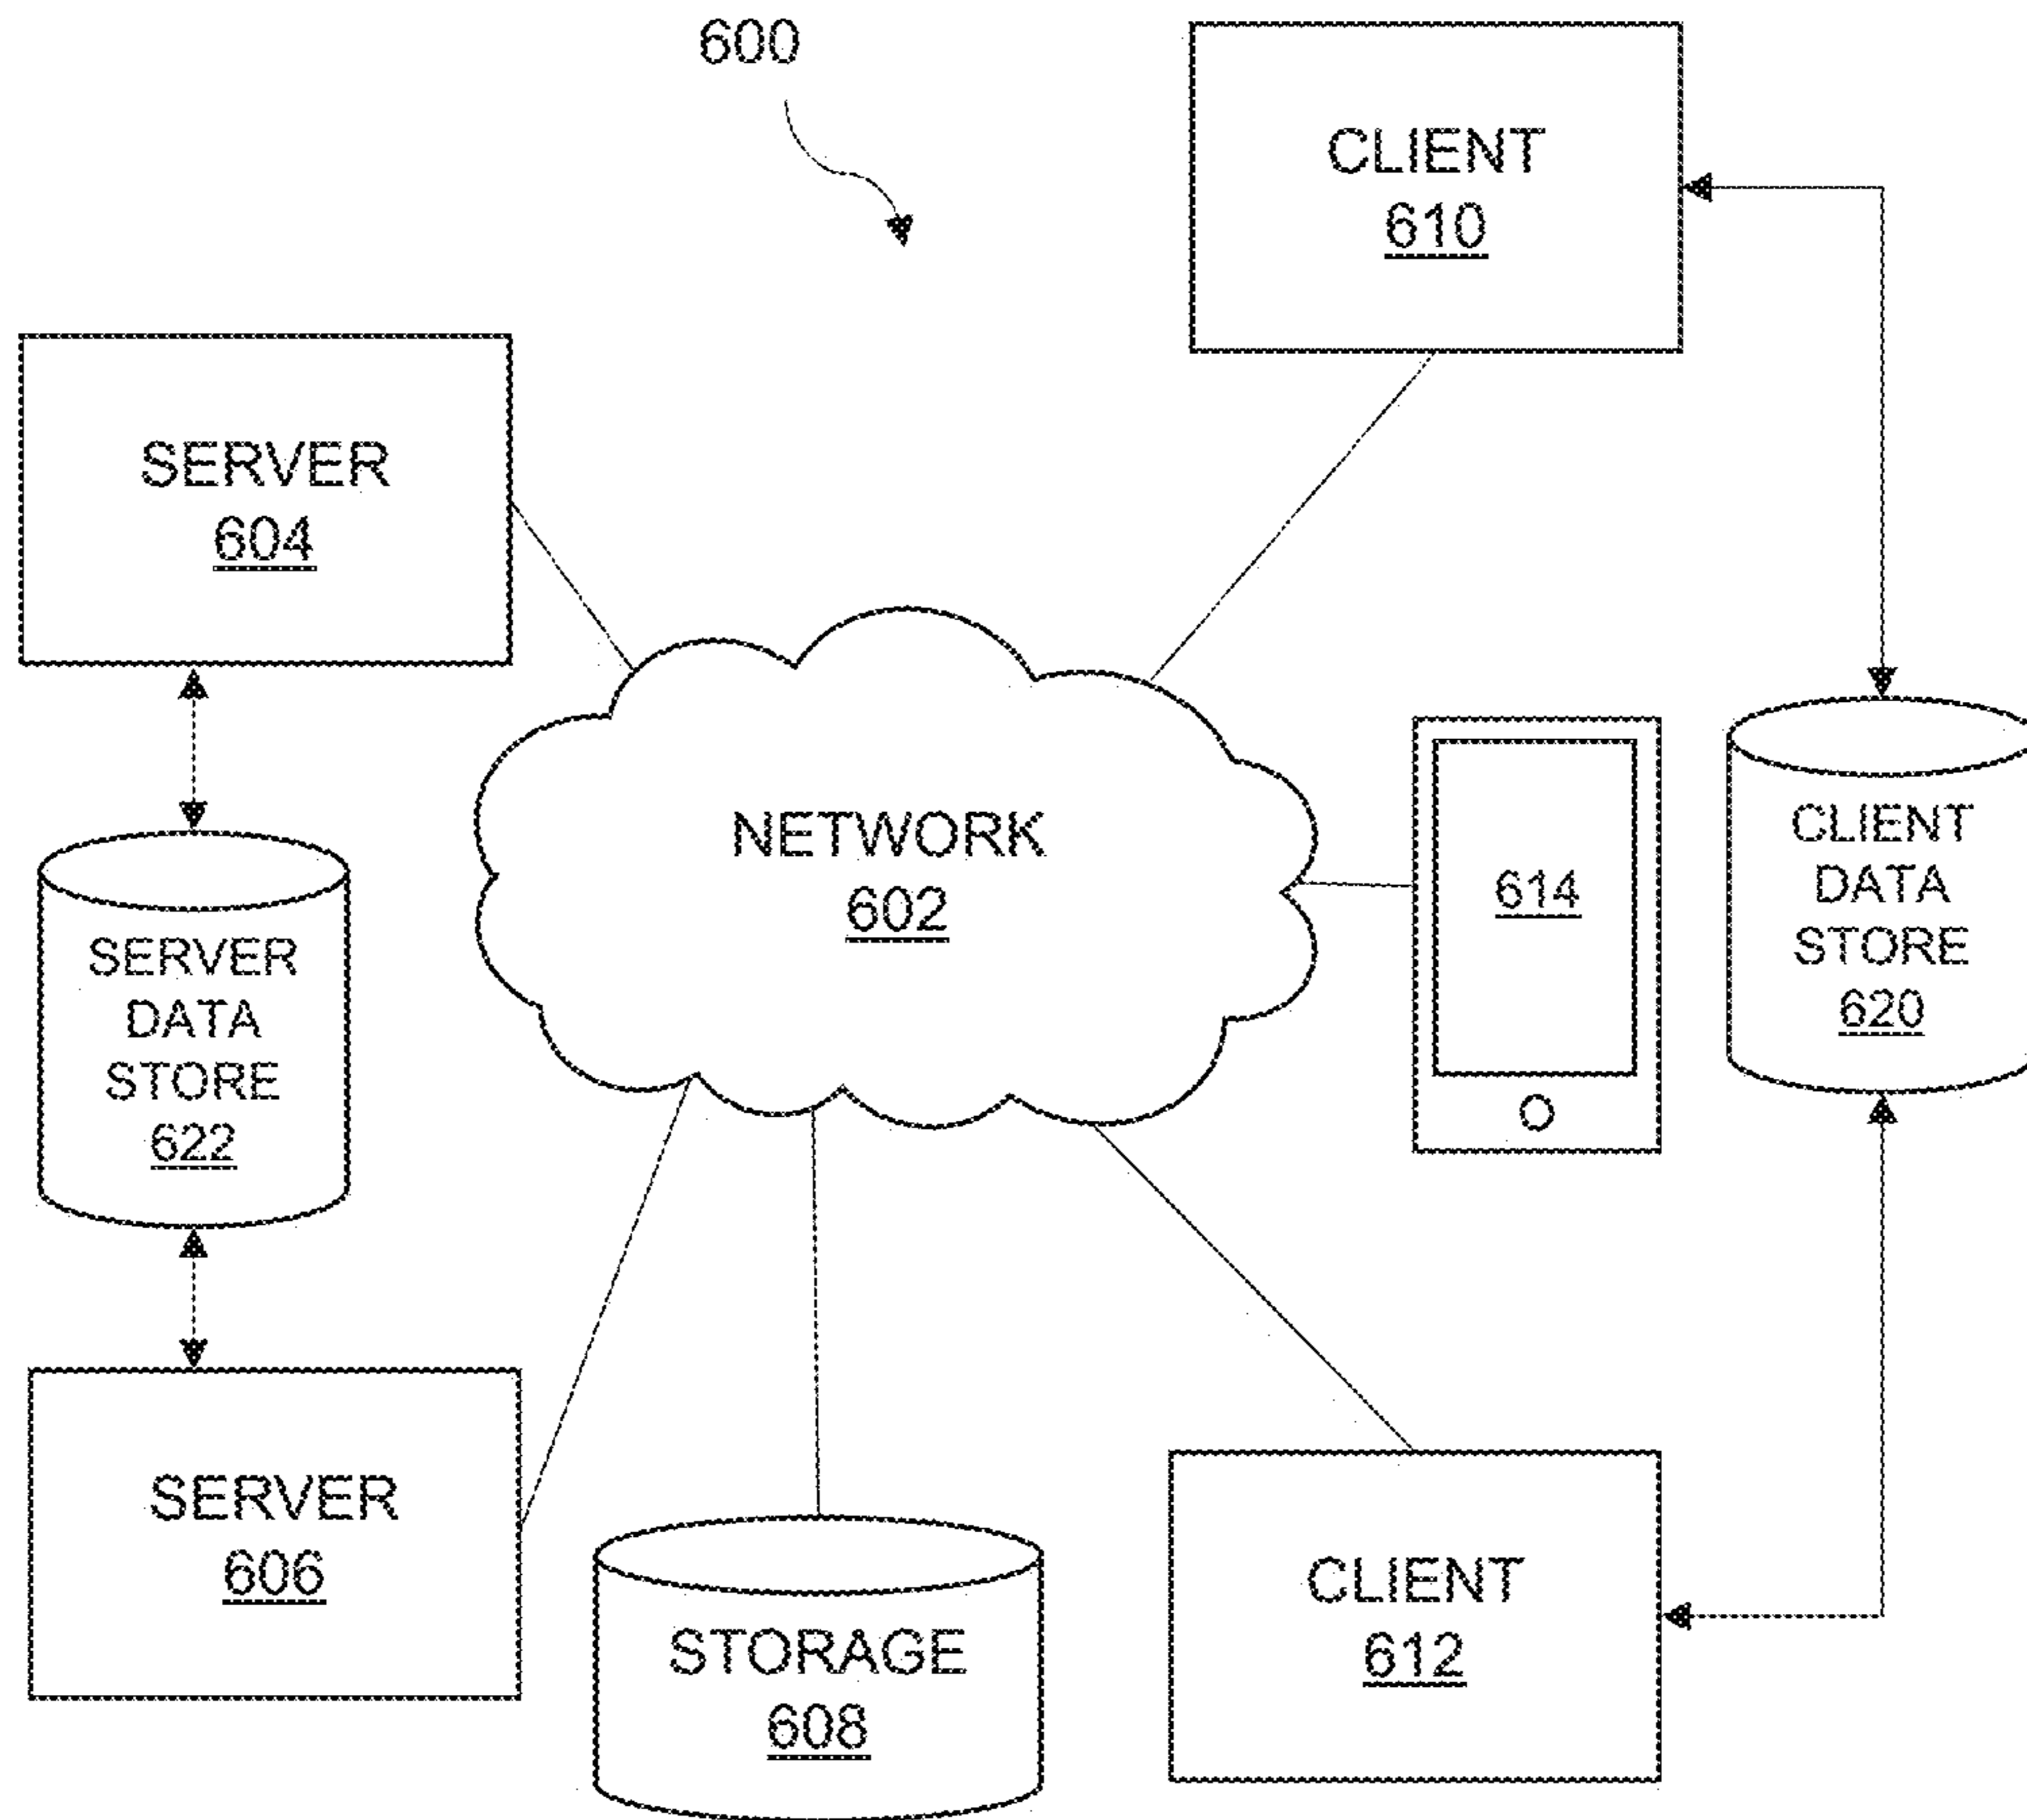 600
CLIENT
610
SERVER
604
NETWORK
602
614
CLIENT
DATA
STORE
620
SERVER
DATA
STORE
622
SERVER
606
STORAGE
608
CLIENT
612